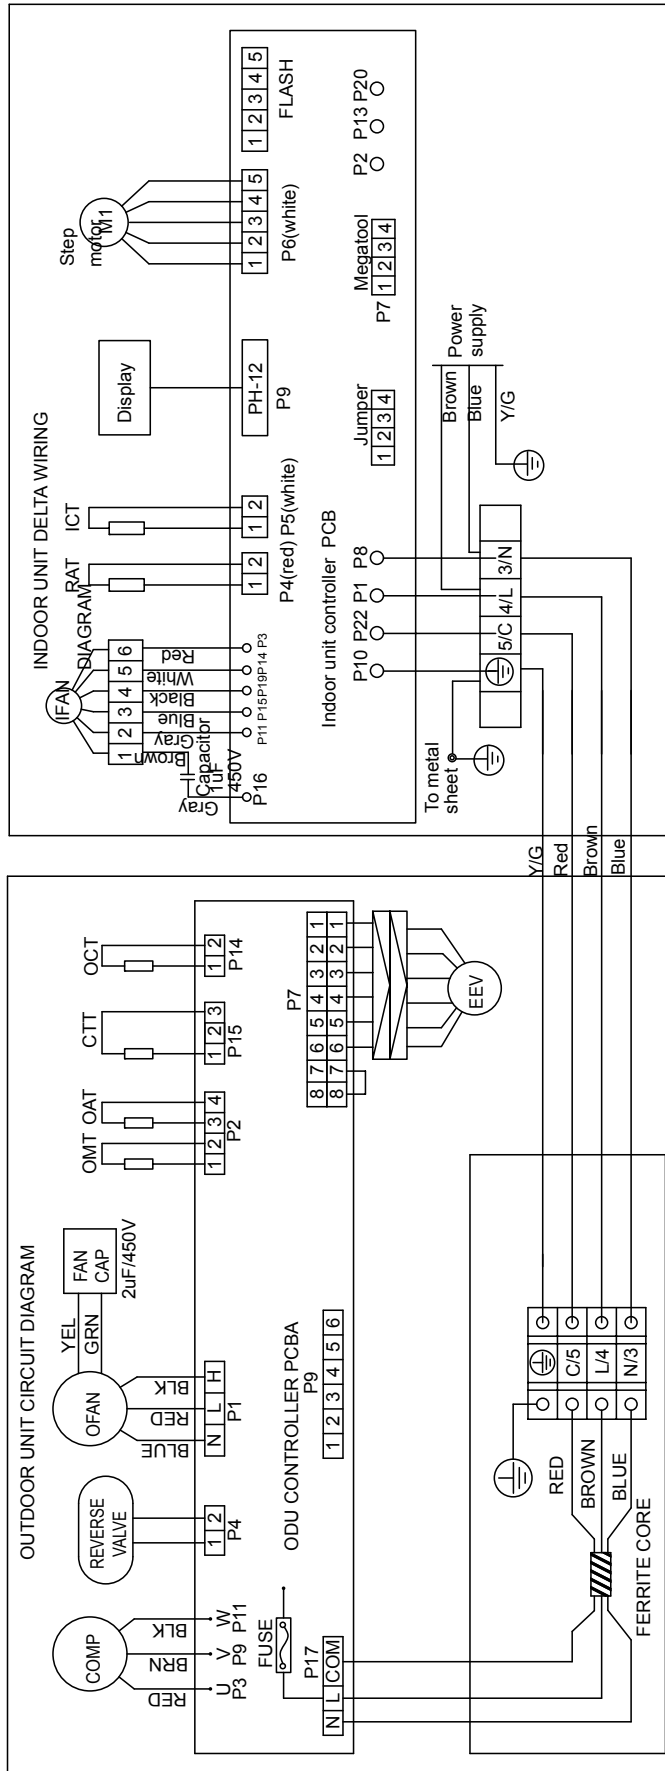 INDOOR UNIT DELTA WIRING
DIAGRAM
IFAN
RAT
ICT
Display
Step
motor
M1
1 2 3 4 5 6
Brown
Gray
Blue
Black
White
Red
Capacitor
1uF
450V
Gray
P16
P11
P15
P19
P14
P3
1 2
P4(red)
1 2
P5(white)
PH-12
P9
1 2 3 4 5
P6(white)
1 2 3 4 5
FLASH
Indoor unit controller PCB
Jumper
1 2 3 4
Megatool
1 2 3 4
P7
P2
P13
P20
P10
P22
P1
P8
To metal
sheet
5/C
4/L
3/N
Brown
Blue
Y/G
Power
supply
Y/G
Red
Brown
Blue
OUTDOOR UNIT CIRCUIT DIAGRAM
COMP
RED
BRN
BLK
U
V
W
P3
P9
P11
REVERSE
VALVE
1 2
P4
OFAN
YEL
GRN
FAN
CAP
2uF/450V
BLUE
RED
BLK
N L H
P1
OMT
OAT
1 2 3 4
P2
CTT
1 2 3
P15
OCT
1 2
P14
FUSE
ODU CONTROLLER PCBA
P9
1 2 3 4 5 6
P7
8 7 6 5 4 3 2 1
8 7 6 5 4 3 2 1
EEV
P17
N L COM
FERRITE CORE
RED
BROWN
BLUE
C/5
L/4
N/3